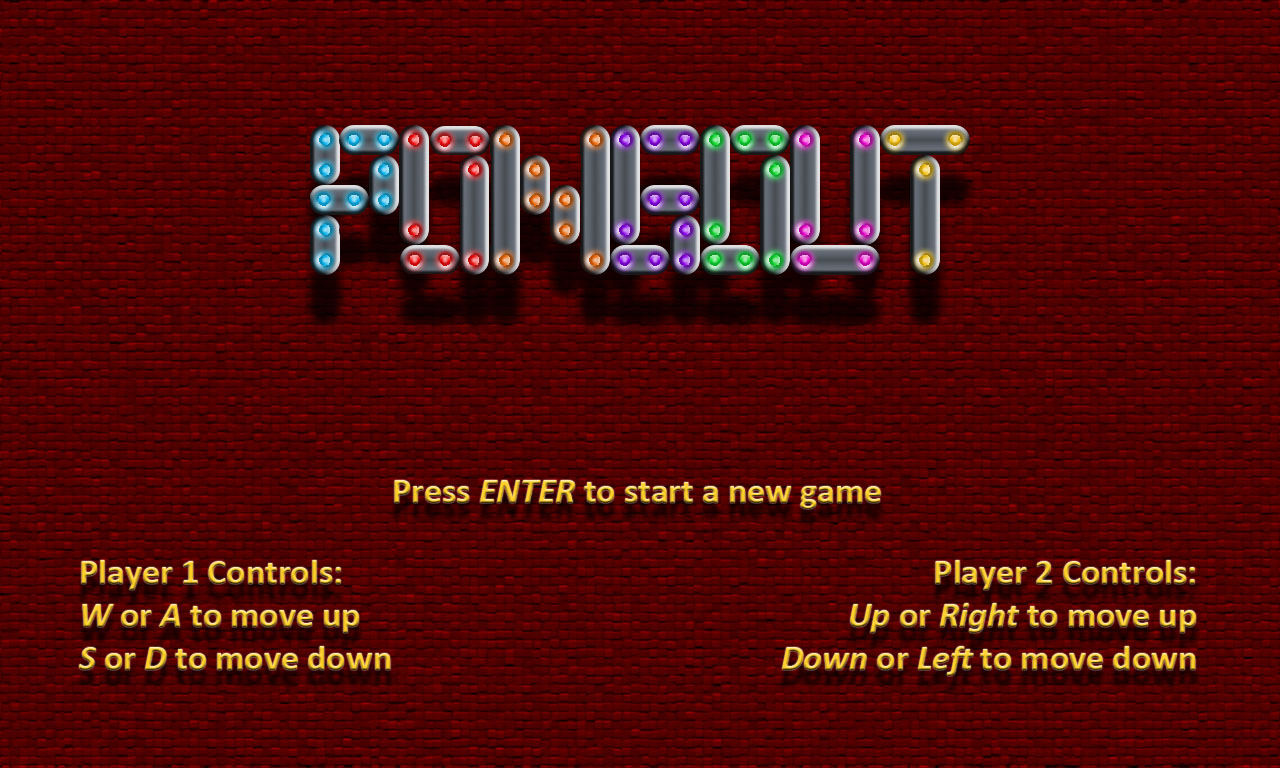 PONGOUT
Press ENTER to start a new game
Player 1 Controls:
W or A to move up
S or D to move down
Player 2 Controls:
Up or Right to move up
Down or Left to move down